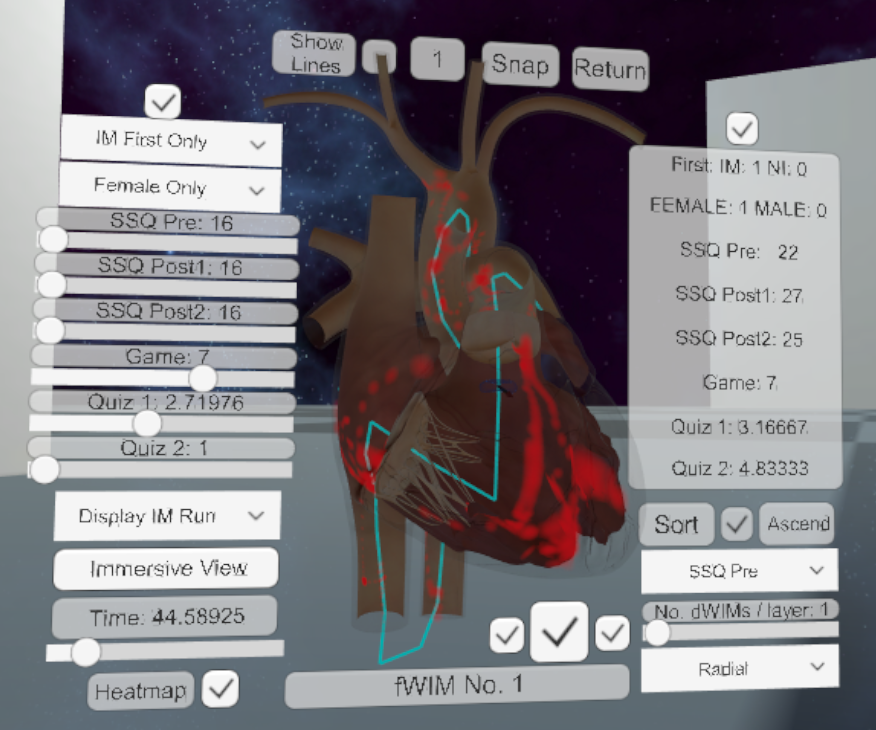 Show
Lines
1
Snap
Return
IM First Only
Female Only
SSQ Pre: 16
SSQ Post1: 16
SSQ Post2: 16
Game: 7
Quiz 1: 2.71976
Quiz 2: 1
Display IM Run
Immersive View
Time: 44.58925
Heatmap
fWIM No. 1
First: IM: 1 NI: 0
FEMALE: 1 MALE: 0
SSQ Pre: 22
SSQ Post1: 27
SSQ Post2: 25
Game: 7
Quiz 1: 3.16667
Quiz 2: 4.83333
Sort
Ascend
SSQ Pre
No. dWIMs / layer: 1
Radial